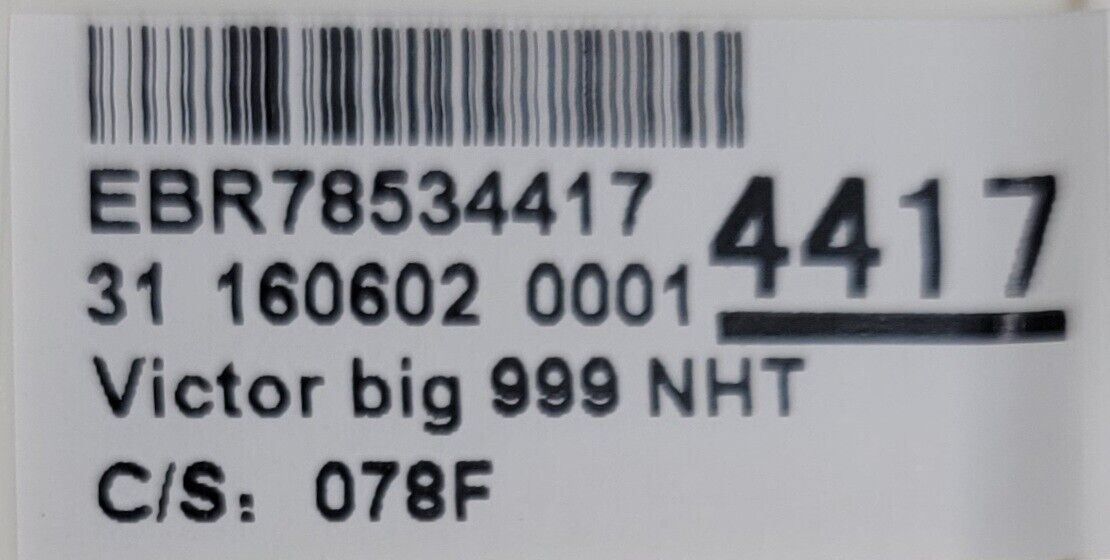 EBR78534417
4417
31 160602 0001
Victor big 999 NHT
C/S: 078F